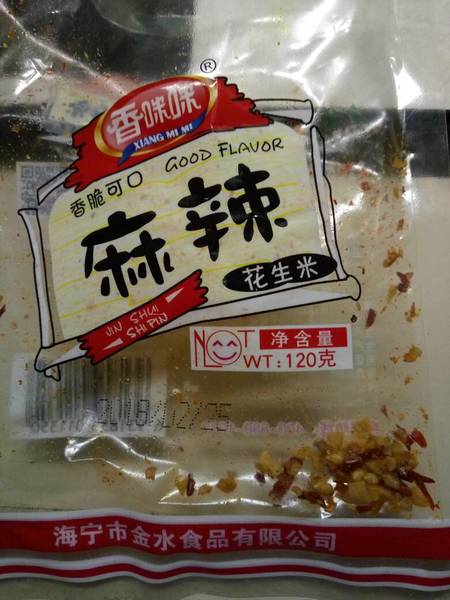 ®
香咪咪
XIANG MI MI
香脆可口 GOOD FLAVOR
麻辣
花生米
JIN SHUI
SHI PIN
NOT 净含量
WT:120克
2018/12/25
海宁市金水食品有限公司